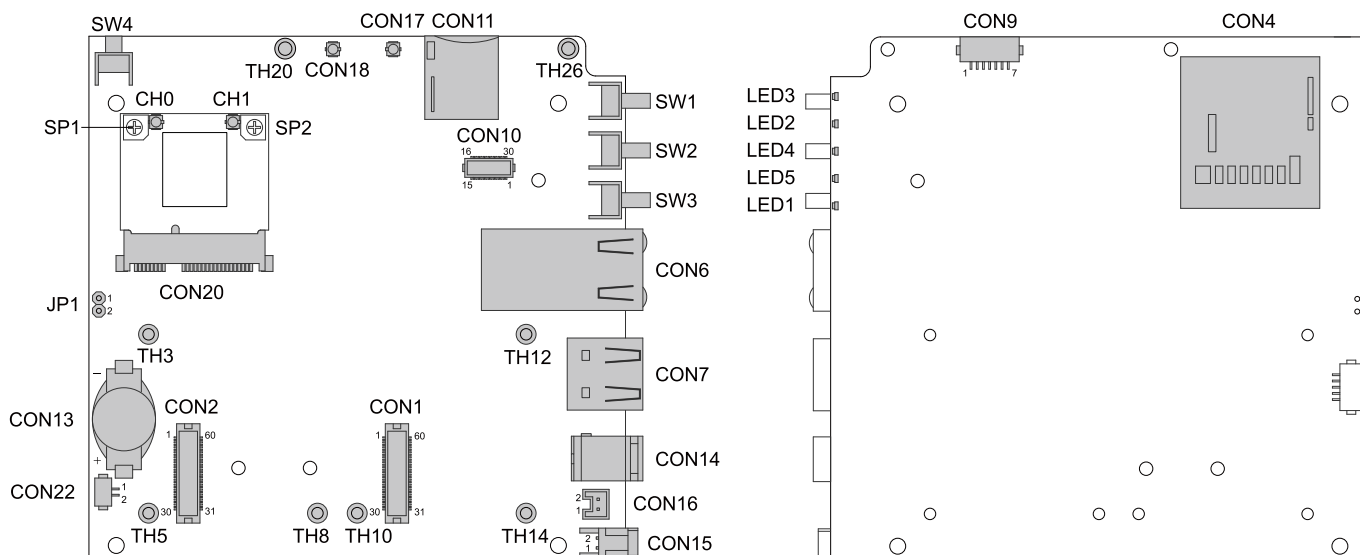 SW4
CON17 CON11
TH20
CON18
TH26
CH0
CH1
SP1
SP2
CON10
16
30
15
1
SW1
SW2
SW3
CON6
CON20
JP1
1
2
TH3
TH12
CON7
−
CON13
+
CON2
1
60
30
31
CON1
1
60
30
31
CON14
CON22
1
2
CON16
2
1
TH5
TH8
TH10
TH14
CON15
2
1
CON9
1
7
CON4
LED3
LED2
LED4
LED5
LED1